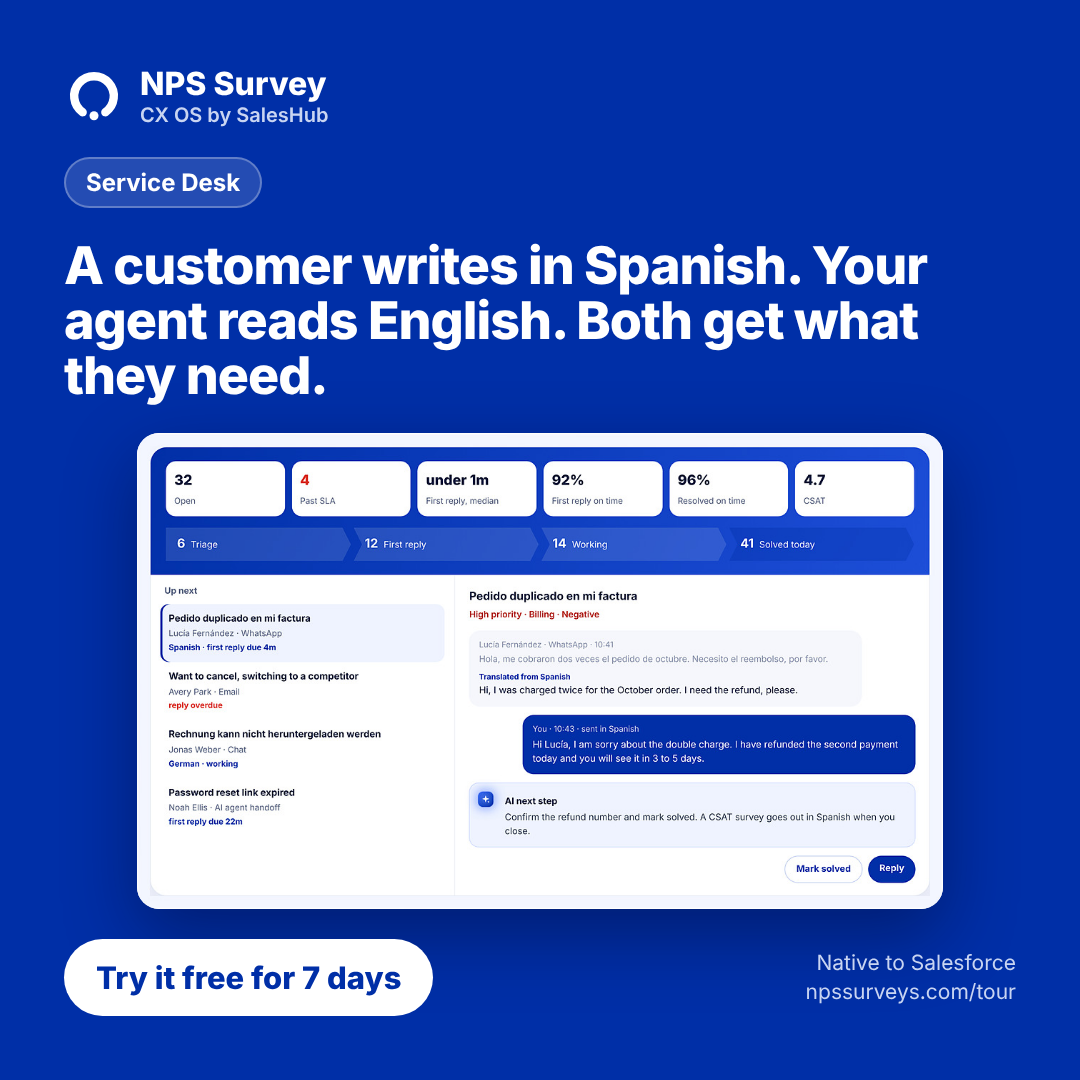 NPS Survey
CX OS by SalesHub
Service Desk
A customer writes in Spanish. Your
agent reads English. Both get what
they need.
32
Open
4
Past SLA
under 1m
First reply, median
92%
First reply on time
96%
Resolved on time
4.7
CSAT
6 Triage
12 First reply
14 Working
41 Solved today
Up next
Pedido duplicado en mi factura
Lucía Fernández · WhatsApp
Spanish · first reply due 4m
Want to cancel, switching to a competitor
Avery Park · Email
reply overdue
Rechnung kann nicht heruntergeladen werden
Jonas Weber · Chat
German · working
Password reset link expired
Noah Ellis · AI agent handoff
first reply due 22m
Pedido duplicado en mi factura
High priority · Billing · Negative
Lucía Fernández · WhatsApp · 10:41
Hola, me cobraron dos veces el pedido de octubre. Necesito el reembolso, por favor.
Translated from Spanish
Hi, I was charged twice for the October order. I need the refund, please.
You · 10:43 · sent in Spanish
Hi Lucía, I am sorry about the double charge. I have refunded the second payment
today and you will see it in 3 to 5 days.
AI next step
Confirm the refund number and mark solved. A CSAT survey goes out in Spanish when you
close.
Mark solved
Reply
Try it free for 7 days
Native to Salesforce
npssurveys.com/tour